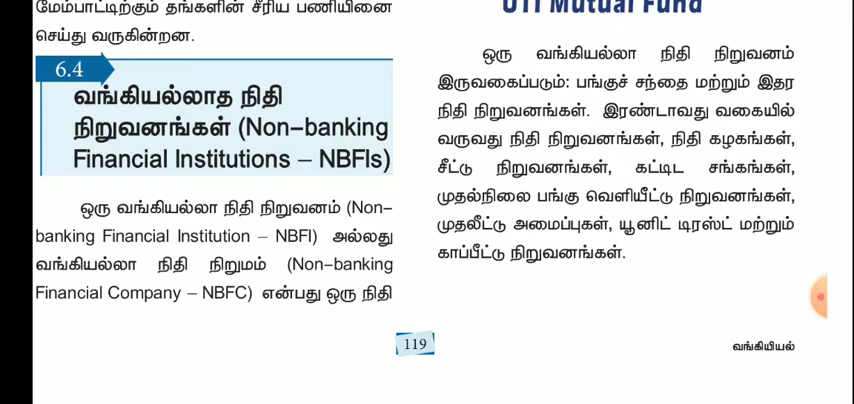 மேம்பாட்டிற்கும் தங்களின் சீரிய பணியினை
செய்து வருகின்றன.
6.4
வங்கியல்லாத நிதி
நிறுவனங்கள் (Non–banking
Financial Institutions – NBFIs)
ஒரு வங்கியல்லா நிதி நிறுவனம் (Non–
banking Financial Institution – NBFI) அல்லது
வங்கியல்லா நிதி நிறுமம் (Non–banking
Financial Company – NBFC) என்பது ஒரு நிதி
UTI Mutual Fund
ஒரு வங்கியல்லா நிதி நிறுவனம்
இருவகைப்படும்: பங்குச் சந்தை மற்றும் இதர
நிதி நிறுவனங்கள். இரண்டாவது வகையில்
வருவது நிதி நிறுவனங்கள், நிதி கழகங்கள்,
சீட்டு நிறுவனங்கள், கட்டிட சங்கங்கள்,
முதல்நிலை பங்கு வெளியீட்டு நிறுவனங்கள்,
முதலீட்டு அமைப்புகள், யூனிட் டிரஸ்ட் மற்றும்
காப்பீட்டு நிறுவனங்கள்.
119
வங்கியியல்